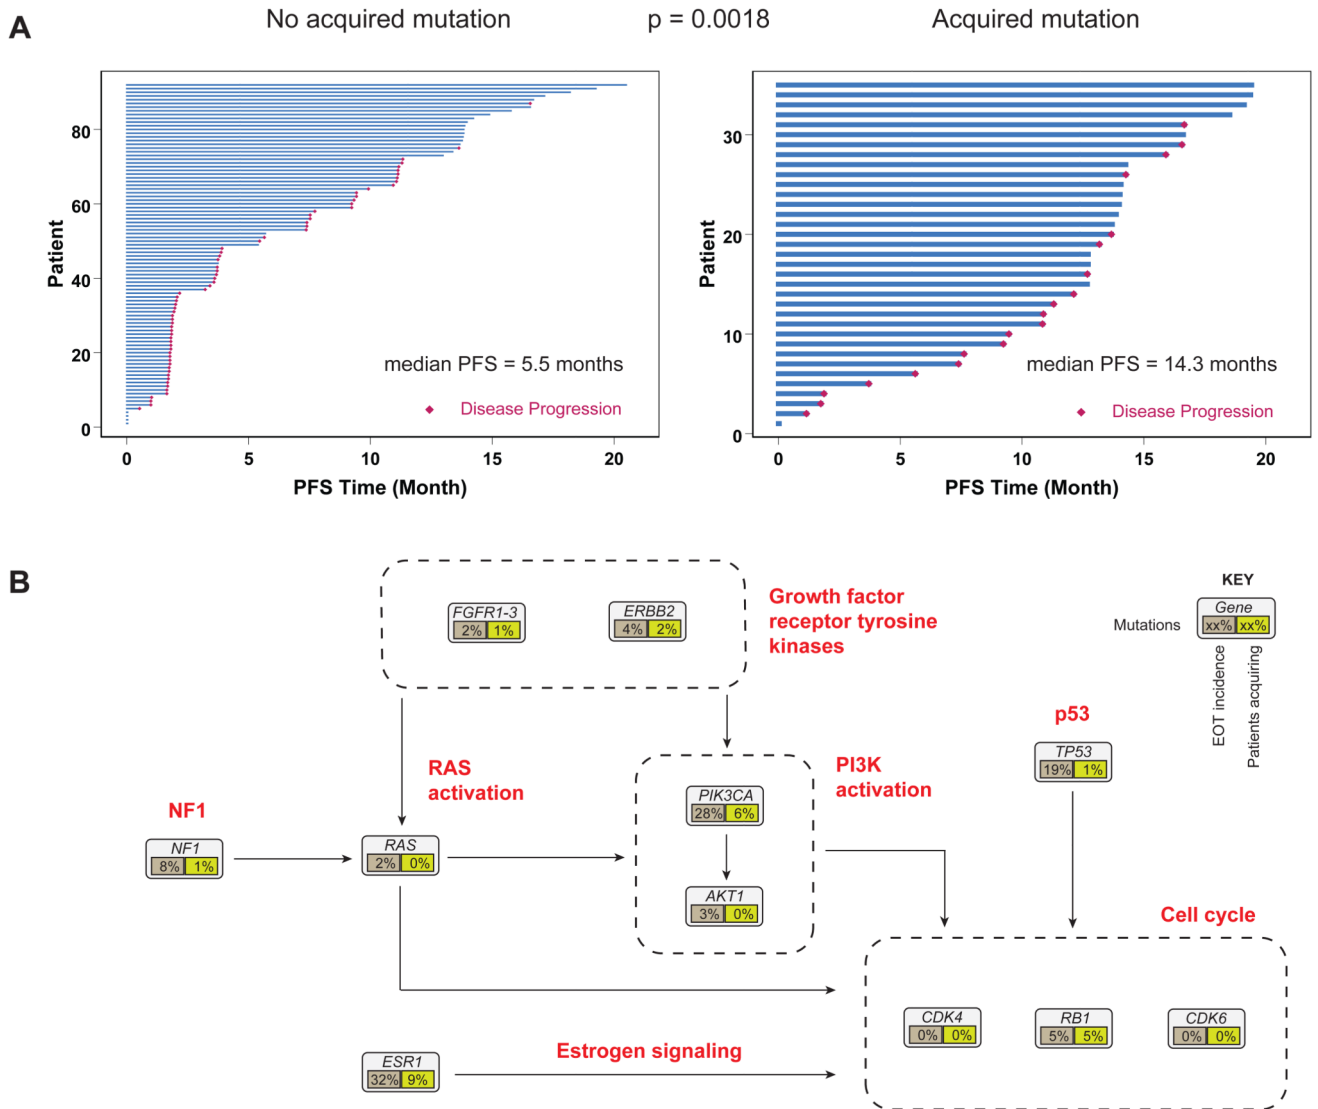 A
No acquired mutation
p = 0.0018
Acquired mutation
Patient
80
60
40
20
0
median PFS = 5.5 months
Disease Progression
0 5 10 15 20
PFS Time (Month)
Patient
30
20
10
0
median PFS = 14.3 months
Disease Progression
0 5 10 15 20
PFS Time (Month)
B
FGFR1-3
2% 1%
ERBB2
4% 2%
Growth factor
receptor tyrosine
kinases
KEY
Mutations
Gene
xx% xx%
EOT incidence
Patients acquiring
p53
TP53
19% 1%
RAS
activation
PI3K
activation
PIK3CA
28% 6%
NF1
NF1
8% 1%
RAS
2% 0%
AKT1
3% 0%
Cell cycle
CDK4
0% 0%
RB1
5% 5%
CDK6
0% 0%
Estrogen signaling
ESR1
32% 9%